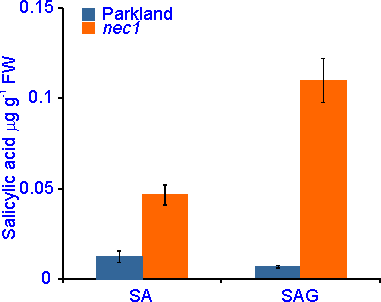 Parkland
nec1
Salicylic acid µg g⁻¹ FW
0.15
0.1
0.05
0
SA SAG